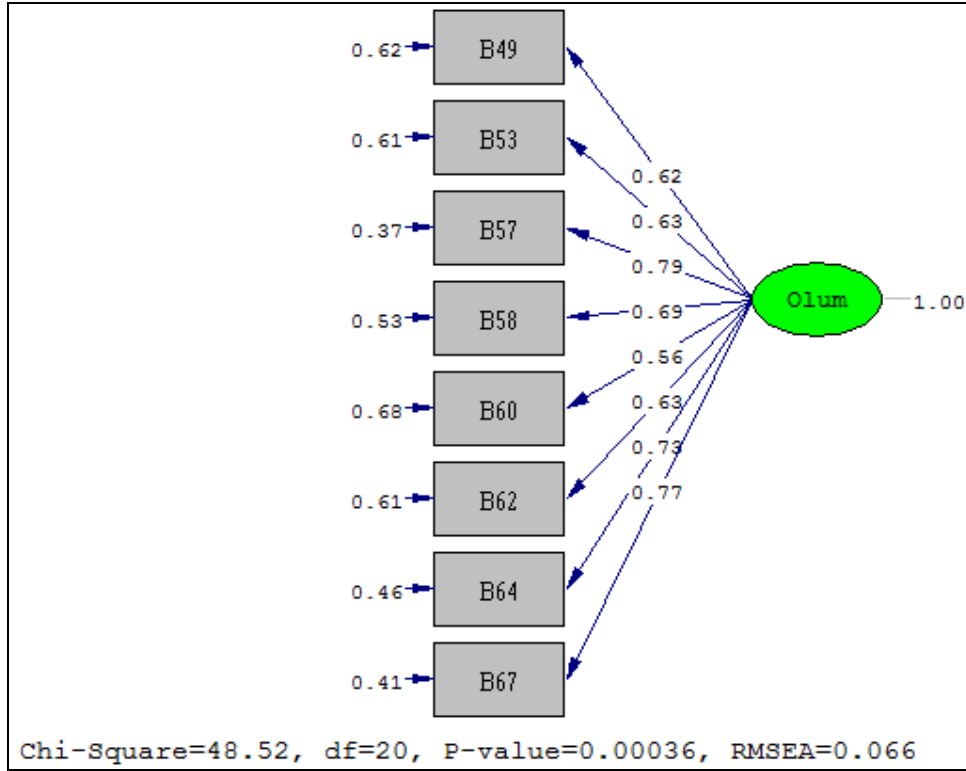 0.62 B49
0.61 B53
0.62
0.63
0.37 B57
0.79
0.53 B58
0.69
Olum 1.00
0.56
0.68 B60
0.63
0.73
0.61 B62
0.77
0.46 B64
0.41 B67
Chi-Square=48.52, df=20, P-value=0.00036, RMSEA=0.066